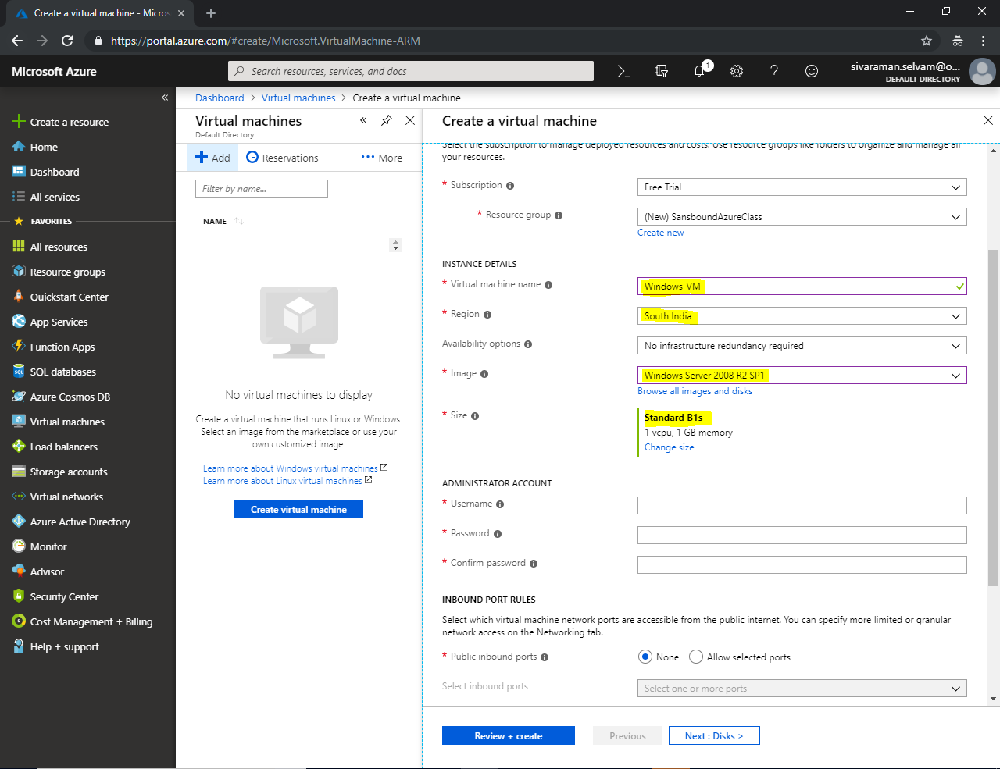 Create a virtual machine - Micros
https://portal.azure.com/#create/Microsoft.VirtualMachine-ARM
Microsoft Azure
Search resources, services, and docs
1
sivaraman.selvam@o...
DEFAULT DIRECTORY
Create a resource
Home
Dashboard
All services
FAVORITES
All resources
Resource groups
Quickstart Center
App Services
Function Apps
SQL databases
Azure Cosmos DB
Virtual machines
Load balancers
Storage accounts
Virtual networks
Azure Active Directory
Monitor
Advisor
Security Center
Cost Management + Billing
Help + support
Dashboard > Virtual machines > Create a virtual machine
Virtual machines
Default Directory
Add
Reservations
More
Filter by name...
NAME
No virtual machines to display
Create a virtual machine that runs Linux or Windows.
Select an image from the marketplace or use your
own customized image.
Learn more about Windows virtual machines
Learn more about Linux virtual machines
Create virtual machine
Create a virtual machine
Select the subscription to manage deployed resources and costs. Use resource groups like folders to organize and manage all
your resources.
* Subscription
Free Trial
* Resource group
(New) SansboundAzureClass
Create new
INSTANCE DETAILS
* Virtual machine name
Windows-VM
* Region
South India
Availability options
No infrastructure redundancy required
* Image
Windows Server 2008 R2 SP1
Browse all images and disks
* Size
Standard B1s
1 vcpu, 1 GB memory
Change size
ADMINISTRATOR ACCOUNT
* Username
* Password
* Confirm password
INBOUND PORT RULES
Select which virtual machine network ports are accessible from the public internet. You can specify more limited or granular
network access on the Networking tab.
* Public inbound ports
None
Allow selected ports
Select inbound ports
Select one or more ports
Review + create
Previous
Next : Disks >